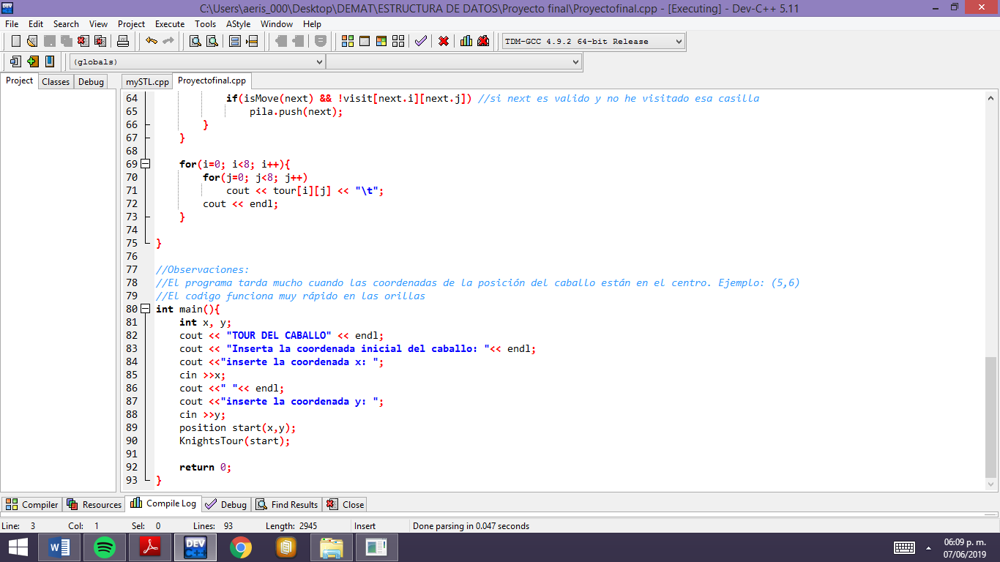 C:\Users\aeris_000\Desktop\DEMAT\ESTRUCTURA DE DATOS\Proyecto final\Proyectofinal.cpp - [Executing] - Dev-C++ 5.11
File Edit Search View Project Execute Tools AStyle Window Help
TDM-GCC 4.9.2 64-bit Release
(globals)
Project Classes Debug mySTL.cpp Proyectofinal.cpp
64 if(isMove(next) && !visit[next.i][next.j]) //si next es valido y no he visitado esa casilla
65 pila.push(next);
66 }
67 }
68
69 for(i=0; i<8; i++){
70 for(j=0; j<8; j++)
71 cout << tour[i][j] << "\t";
72 cout << endl;
73 }
74
75 }
76
77 //Observaciones:
78 //El programa tarda mucho cuando las coordenadas de la posición del caballo están en el centro. Ejemplo: (5,6)
79 //El codigo funciona muy rápido en las orillas
80 int main(){
81 int x, y;
82 cout << "TOUR DEL CABALLO" << endl;
83 cout << "Inserta la coordenada inicial del caballo: "<< endl;
84 cout <<"inserte la coordenada x: ";
85 cin >>x;
86 cout <<" "<< endl;
87 cout <<"inserte la coordenada y: ";
88 cin >>y;
89 position start(x,y);
90 KnightsTour(start);
91
92 return 0;
93 }
Compiler Resources Compile Log Debug Find Results Close
Line: 3 Col: 1 Sel: 0 Lines: 93 Length: 2945 Insert Done parsing in 0.047 seconds
DEV C++
06:09 p. m.
07/06/2019